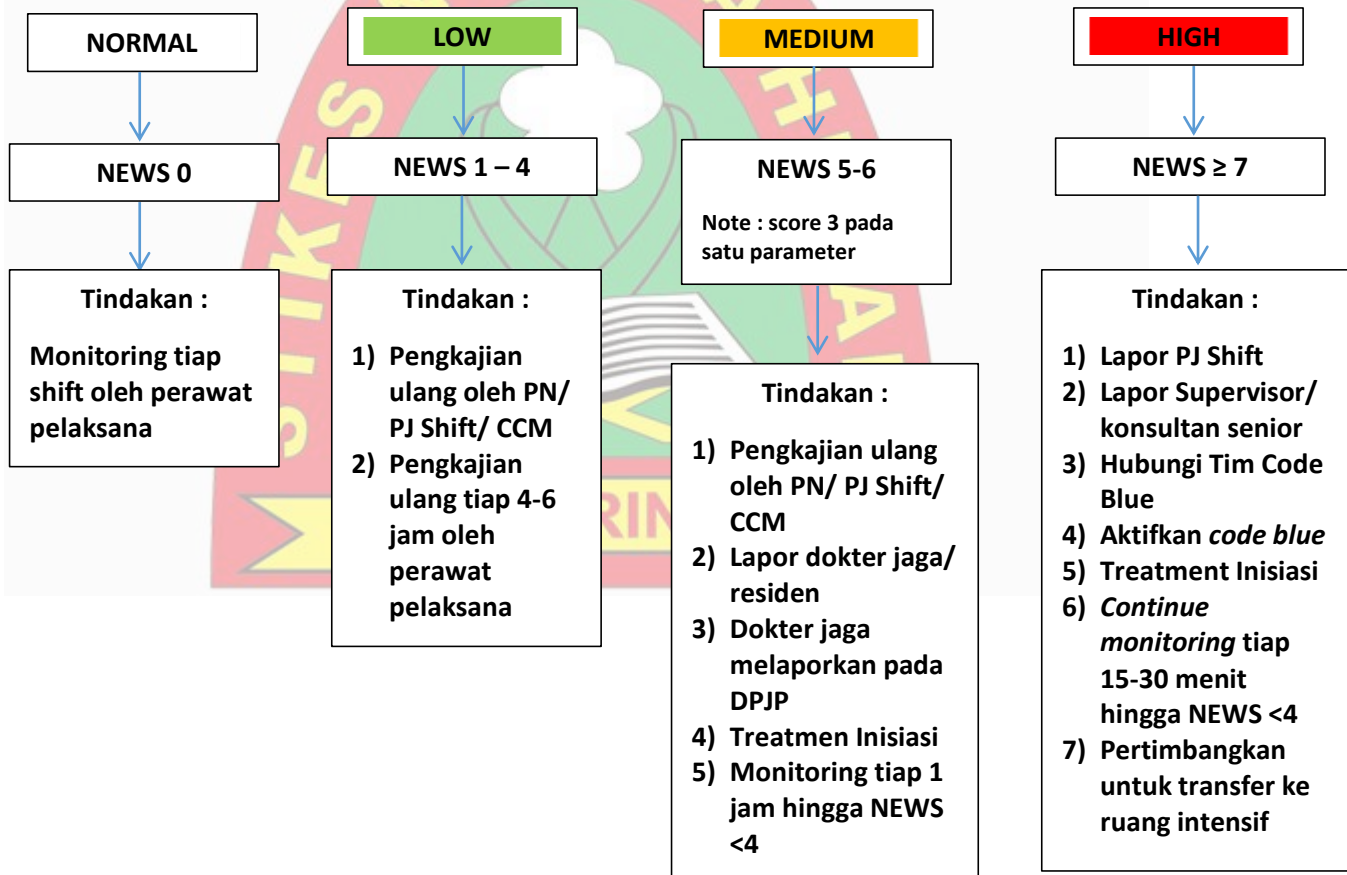 NORMAL
NEWS 0
Tindakan :
Monitoring tiap
shift oleh perawat
pelaksana
LOW
NEWS 1 – 4
Tindakan :
1) Pengkajian
ulang oleh PN/
PJ Shift/ CCM
2) Pengkajian
ulang tiap 4-6
jam oleh
perawat
pelaksana
MEDIUM
NEWS 5-6
Note : score 3 pada
satu parameter
Tindakan :
1) Pengkajian ulang
oleh PN/ PJ Shift/
CCM
2) Lapor dokter jaga/
residen
3) Dokter jaga
melaporkan pada
DPJP
4) Treatmen Inisiasi
5) Monitoring tiap 1
jam hingga NEWS
<4
HIGH
NEWS ≥ 7
Tindakan :
1) Lapor PJ Shift
2) Lapor Supervisor/
konsultan senior
3) Hubungi Tim Code
Blue
4) Aktifkan code blue
5) Treatment Inisiasi
6) Continue
monitoring tiap
15-30 menit
hingga NEWS <4
7) Pertimbangkan
untuk transfer ke
ruang intensif
STIKES